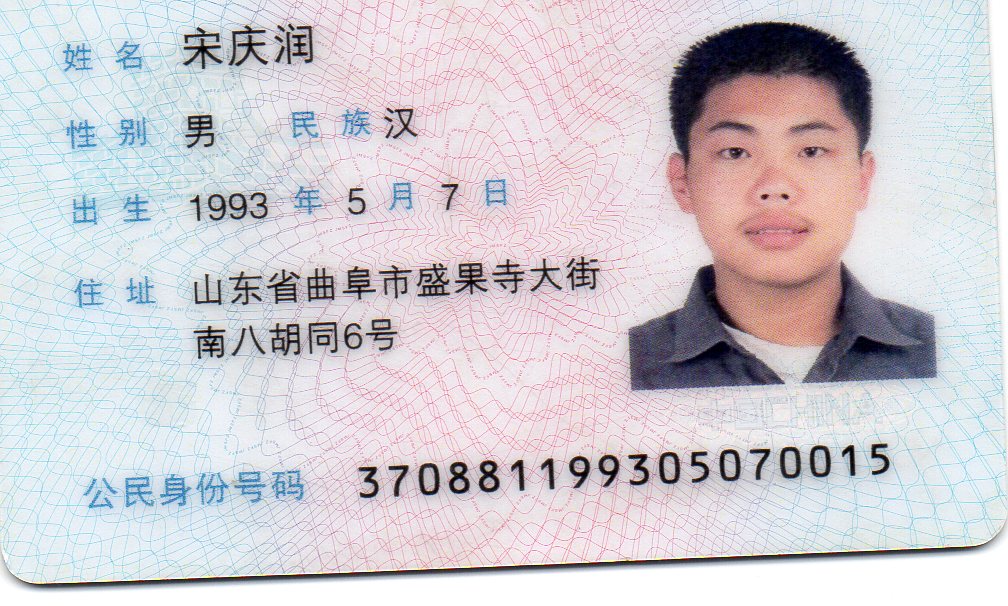 姓名 宋庆润
性别 男 民族 汉
出生 1993 年 5 月 7 日
住址 山东省曲阜市盛果寺大街
南八胡同6号
公民身份号码 370881199305070015